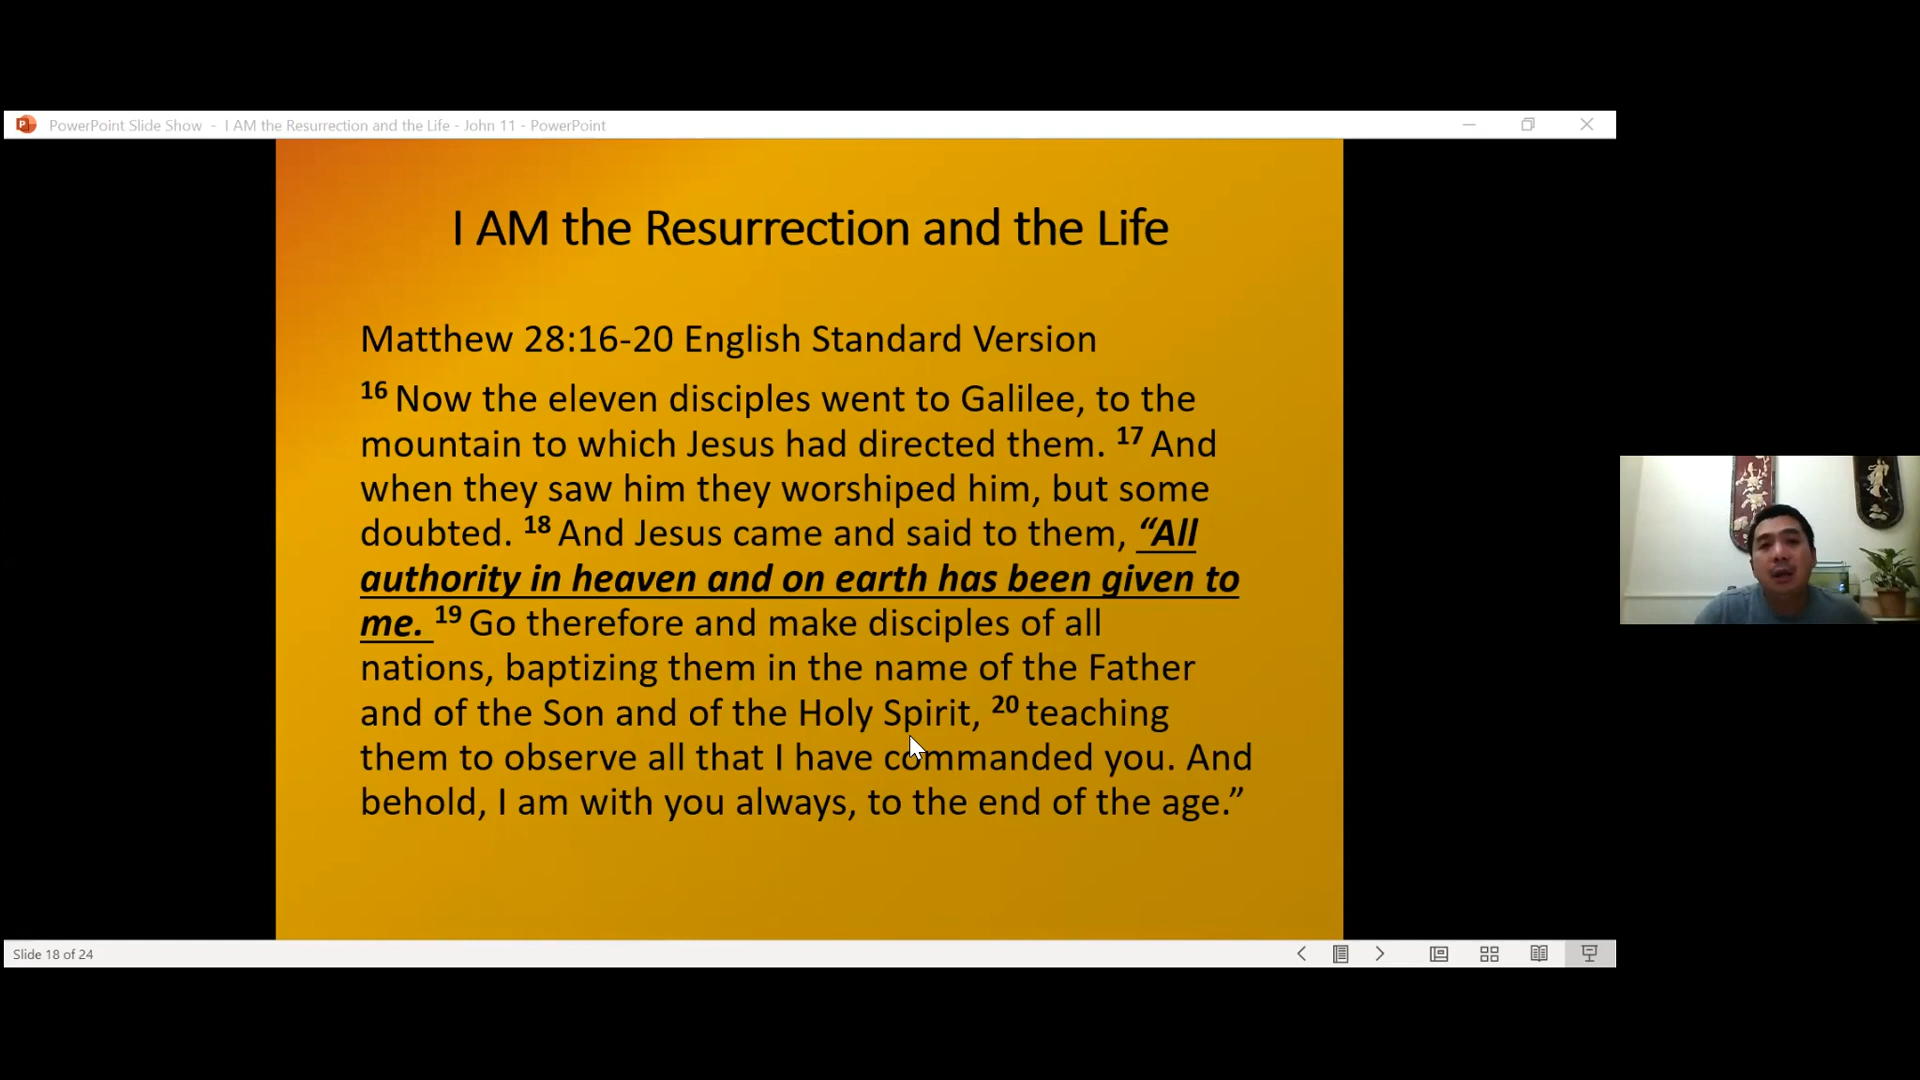 PowerPoint Slide Show - I AM the Resurrection and the Life - John 11 - PowerPoint
I AM the Resurrection and the Life
Matthew 28:16-20 English Standard Version
16 Now the eleven disciples went to Galilee, to the
mountain to which Jesus had directed them. 17 And
when they saw him they worshiped him, but some
doubted. 18 And Jesus came and said to them, “All
authority in heaven and on earth has been given to
me. 19 Go therefore and make disciples of all
nations, baptizing them in the name of the Father
and of the Son and of the Holy Spirit, 20 teaching
them to observe all that I have commanded you. And
behold, I am with you always, to the end of the age.”
Slide 18 of 24